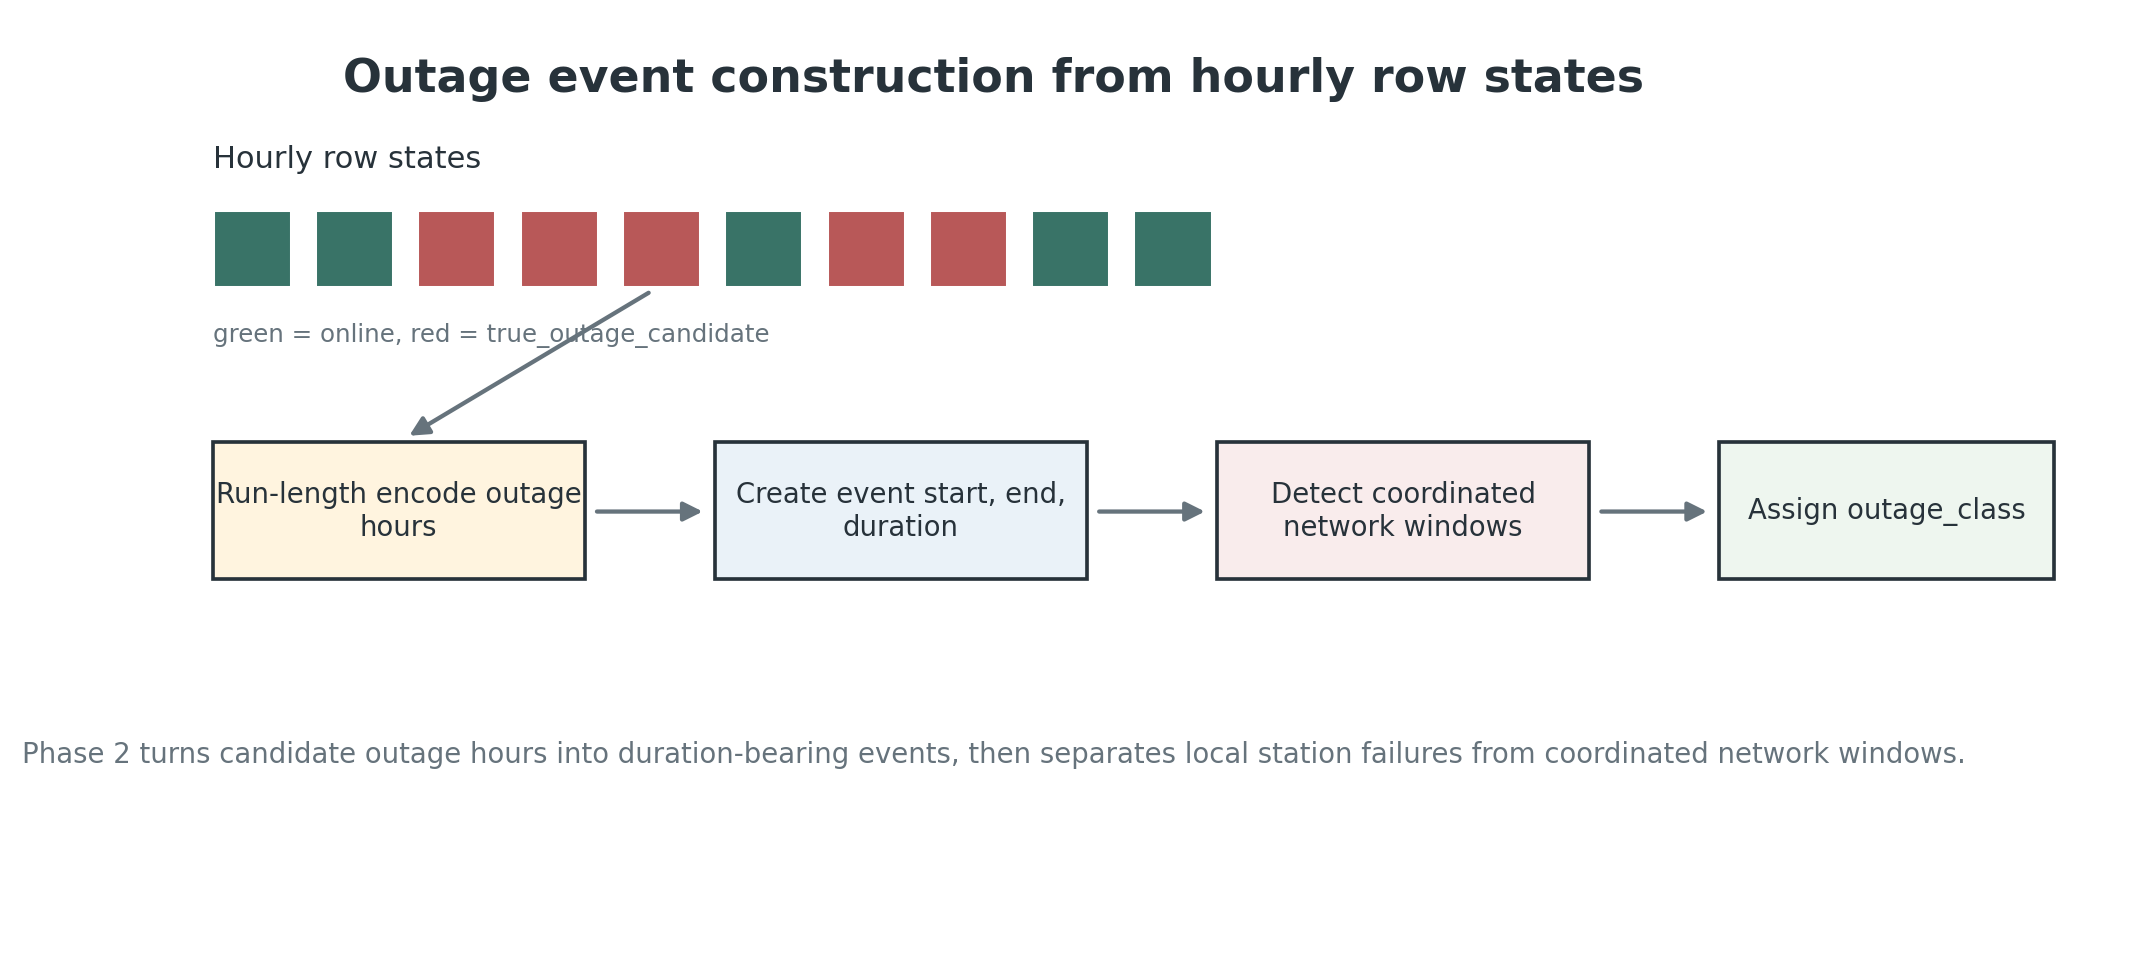 Outage event construction from hourly row states
Hourly row states
green = online, red = true_outage_candidate
Run-length encode outage
hours
Create event start, end,
duration
Detect coordinated
network windows
Assign outage_class
Phase 2 turns candidate outage hours into duration-bearing events, then separates local station failures from coordinated network windows.